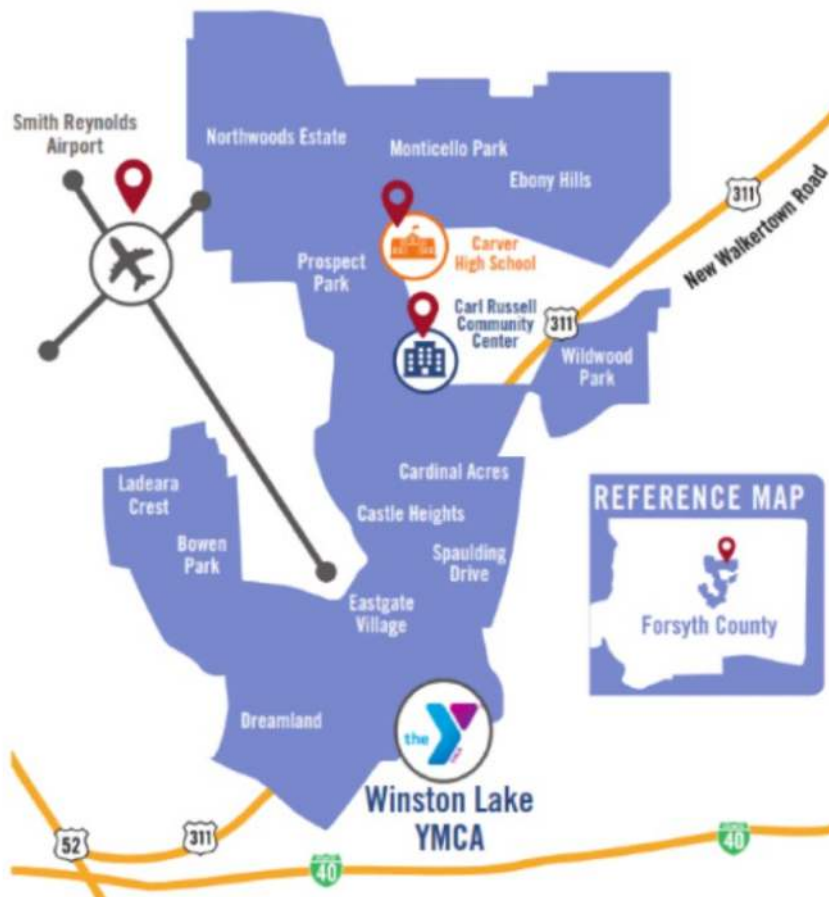 Smith Reynolds
Airport
Northwoods Estate
Monticello Park
Ebony Hills
311
New Walkertown Road
Prospect
Park
Carver
High School
Carl Russell
Community
Center
311
Wildwood
Park
Ladeara
Crest
Bowen
Park
Cardinal Acres
Castle Heights
Spaulding
Drive
Eastgate
Village
REFERENCE MAP
Forsyth County
Dreamland
the
Winston Lake
YMCA
52
311
40
40